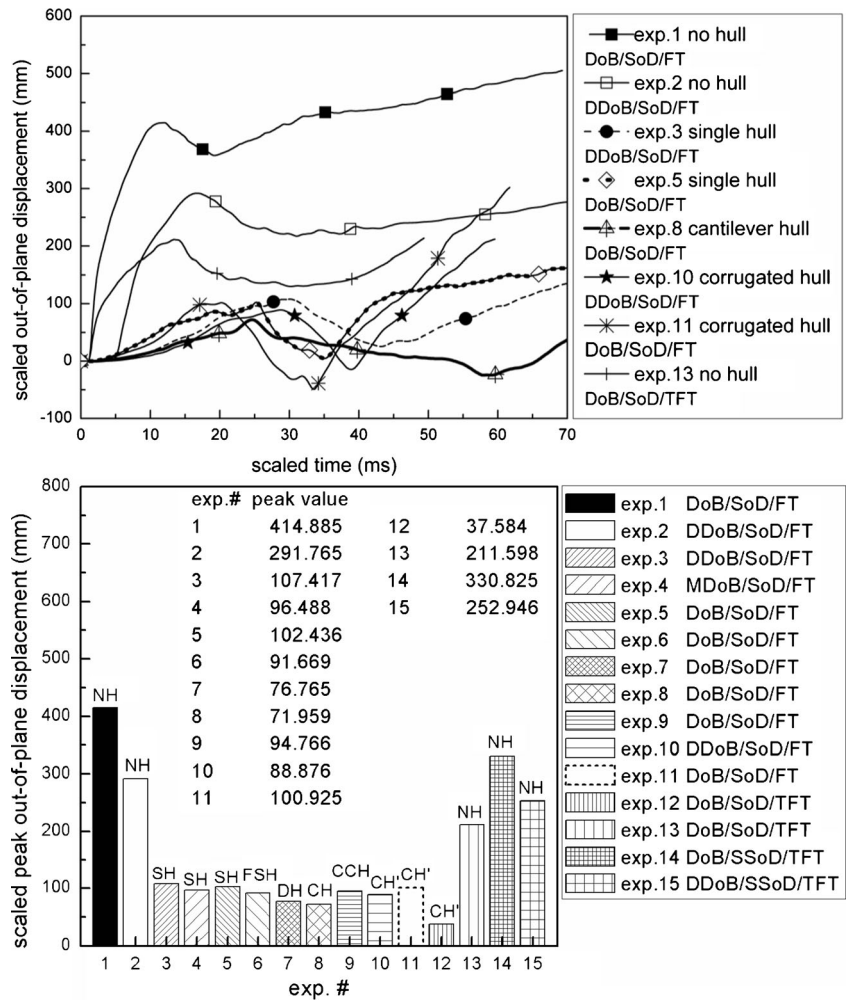 600
500
400
300
200
100
0
-100
scaled out-of-plane displacement (mm)
0 10 20 30 40 50 60 70
scaled time (ms)
exp.1 no hull
DoB/SoD/FT
exp.2 no hull
DDoB/SoD/FT
exp.3 single hull
DDoB/SoD/FT
exp.5 single hull
DoB/SoD/FT
exp.8 cantilever hull
DoB/SoD/FT
exp.10 corrugated hull
DDoB/SoD/FT
exp.11 corrugated hull
DoB/SoD/FT
exp.13 no hull
DoB/SoD/TFT
800
700
600
500
400
300
200
100
0
scaled peak out-of-plane displacement (mm)
exp.# peak value
1 414.885 12 37.584
2 291.765 13 211.598
3 107.417 14 330.825
4 96.488 15 252.946
5 102.436
6 91.669
7 76.765
8 71.959
9 94.766
10 88.876
11 100.925
NH NH SH SH SH FSH DH CH CCH CH' CH' CH' NH NH NH
1 2 3 4 5 6 7 8 9 10 11 12 13 14 15
exp. #
exp.1 DoB/SoD/FT
exp.2 DDoB/SoD/FT
exp.3 DDoB/SoD/FT
exp.4 MDoB/SoD/FT
exp.5 DoB/SoD/FT
exp.6 DoB/SoD/FT
exp.7 DoB/SoD/FT
exp.8 DoB/SoD/FT
exp.9 DoB/SoD/FT
exp.10 DDoB/SoD/FT
exp.11 DoB/SoD/FT
exp.12 DoB/SoD/TFT
exp.13 DoB/SoD/TFT
exp.14 DoB/SSoD/TFT
exp.15 DDoB/SSoD/TFT